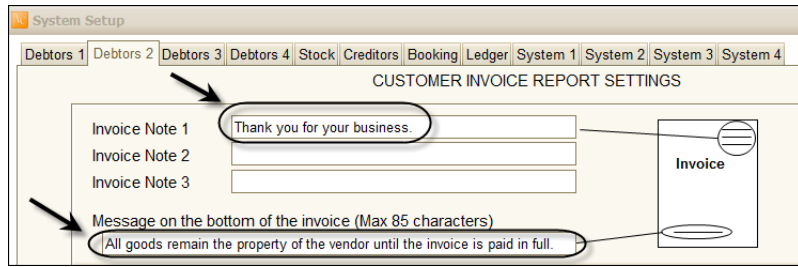 System Setup
Debtors 1 Debtors 2 Debtors 3 Debtors 4 Stock Creditors Booking Ledger System 1 System 2 System 3 System 4
CUSTOMER INVOICE REPORT SETTINGS
Invoice Note 1 Thank you for your business.
Invoice Note 2
Invoice Note 3
Invoice
Message on the bottom of the invoice (Max 85 characters)
All goods remain the property of the vendor until the invoice is paid in full.